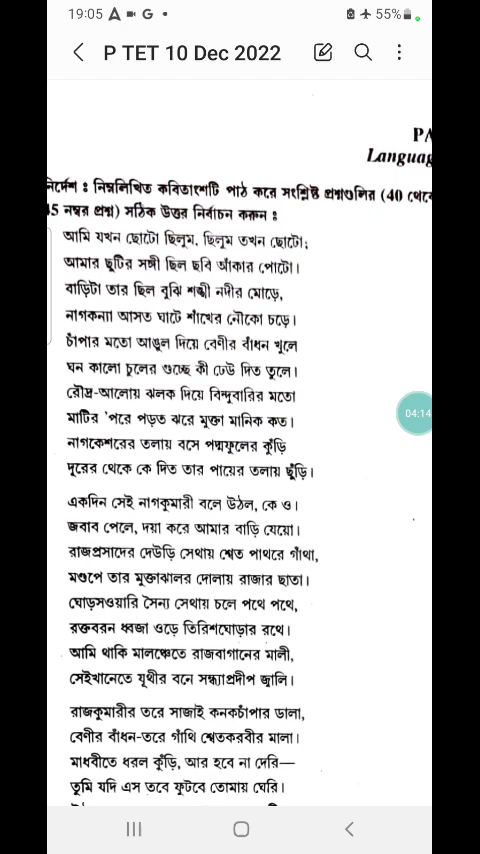 19:05
55%
P TET 10 Dec 2022
PA
Languag
নির্দেশ : নিম্নলিখিত কবিতাংশটি পাঠ করে সংশ্লিষ্ট প্রশ্নগুলির (40 থেকে
45 নম্বর প্রশ্ন) সঠিক উত্তর নির্বাচন করুন :
আমি যখন ছোটো ছিলুম, ছিলুম তখন ছোটো;
আমার ছুটির সঙ্গী ছিল ছবি আঁকার পোটো।
বাড়িটা তার ছিল বুঝি শঙ্খী নদীর মোড়ে,
নাগকন্যা আসত ঘাটে শাঁখের নৌকো চড়ে।
চাঁপার মতো আঙুল দিয়ে বেণীর বাঁধন খুলে
ঘন কালো চুলের গুচ্ছে কী ঢেউ দিত তুলে।
রৌদ্র-আলোয় ঝলক দিয়ে বিন্দুবারির মতো
মাটির 'পরে পড়ত ঝরে মুক্তা মানিক কত।
নাগকেশরের তলায় বসে পদ্মফুলের কুঁড়ি
দূরের থেকে কে দিত তার পায়ের তলায় ছুঁড়ি।
একদিন সেই নাগকুমারী বলে উঠল, কে ও।
জবাব পেলে, দয়া করে আমার বাড়ি যেয়ো।
রাজপ্রসাদের দেউড়ি সেথায় শ্বেত পাথরে গাঁথা,
মণ্ডপে তার মুক্তাঝালর দোলায় রাজার ছাতা।
ঘোড়সওয়ারি সৈন্য সেথায় চলে পথে পথে,
রক্তবরন ধ্বজা ওড়ে তিরিশঘোড়ার রথে।
আমি থাকি মালঞ্চেতে রাজবাগানের মালী,
সেইখানেতে যূথীর বনে সন্ধ্যাপ্রদীপ জ্বালি।
রাজকুমারীর তরে সাজাই কনকচাঁপার ডালা,
বেণীর বাঁধন-তরে গাঁথি শ্বেতকরবীর মালা।
মাধবীতে ধরল কুঁড়ি, আর হবে না দেরি—
তুমি যদি এস তবে ফুটবে তোমায় ঘেরি।
04:14